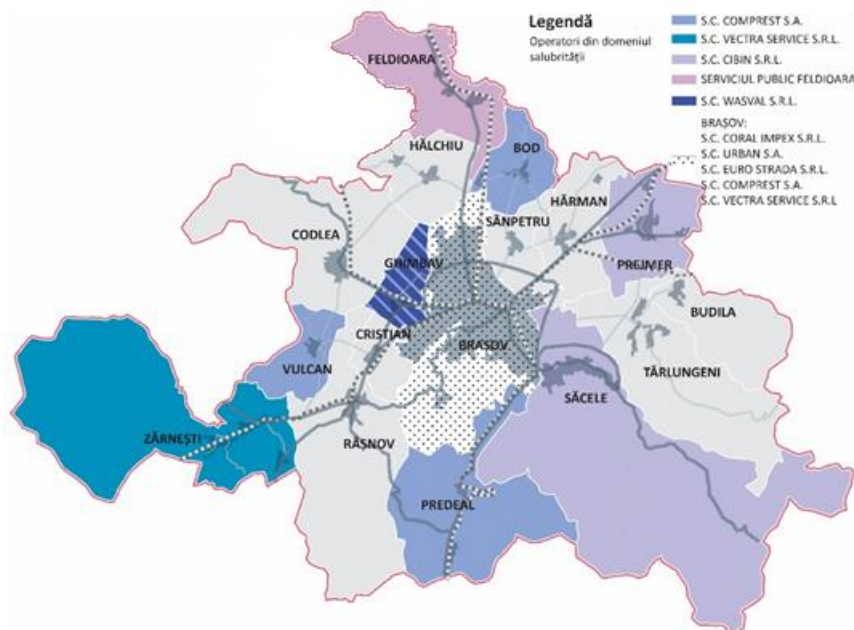 Legendă
Operatori din domeniul
salubrității
S.C. COMPREST S.A.
S.C. VECTRA SERVICE S.R.L.
S.C. CIBIN S.R.L.
SERVICIUL PUBLIC FELDIOARA
S.C. WASVAL S.R.L.
BRAȘOV:
S.C. CORAL IMPEX S.R.L.
S.C. URBAN S.A.
S.C. EURO STRADA S.R.L.
S.C. COMPREST S.A.
S.C. VECTRA SERVICE S.R.L
FELDIOARA
HĂLCHIU
BOD
HĂRMAN
SÂNPETRU
CODLEA
GHIMBAV
PREJMER
BUDILA
CRISTIAN
BRAȘOV
VULCAN
TĂRLUNGENI
SĂCELE
ZĂRNEȘTI
RÂȘNOV
PREDEAL